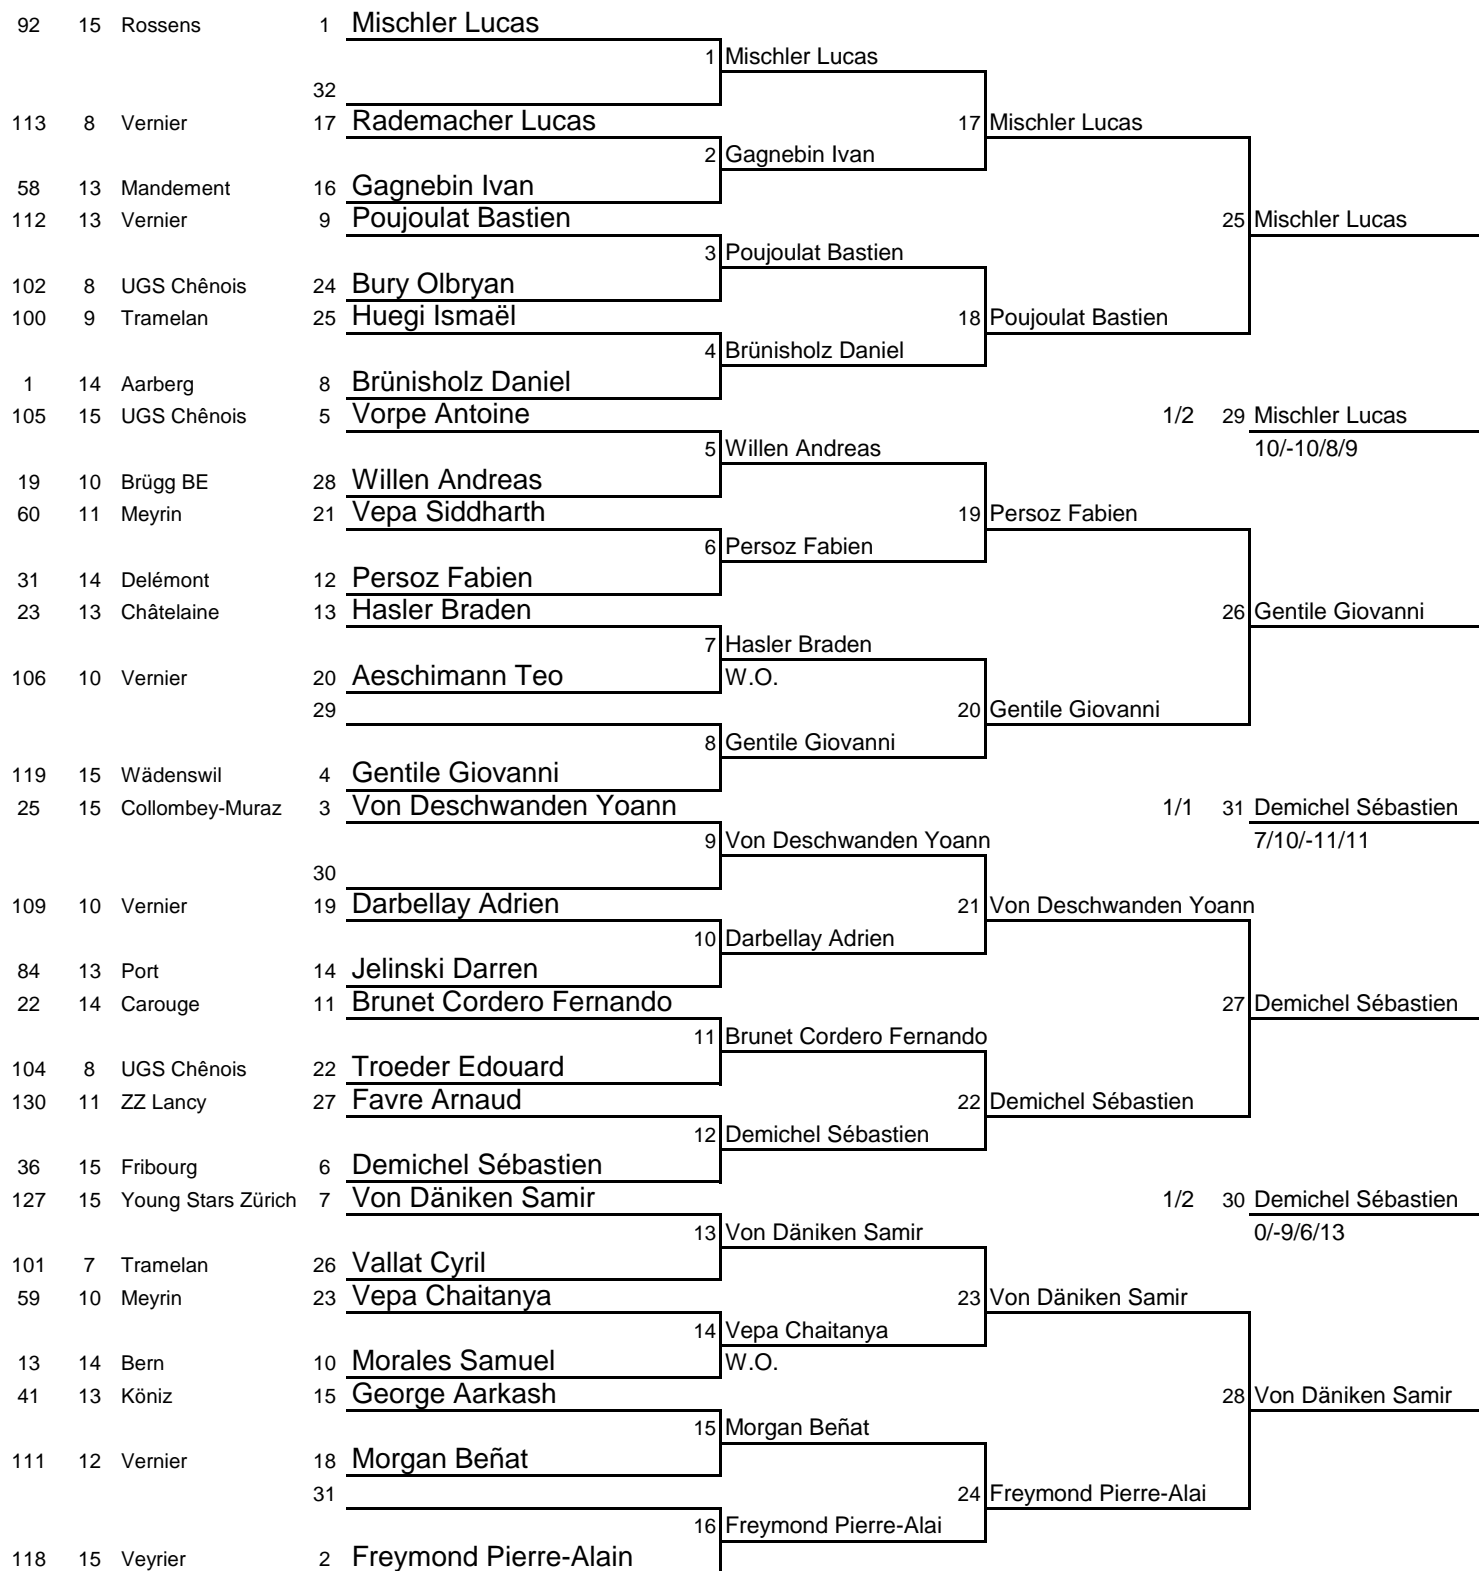 92 15 Rossens 1 Mischler Lucas
1 Mischler Lucas
32
113 8 Vernier 17 Rademacher Lucas 17 Mischler Lucas
2 Gagnebin Ivan
58 13 Mandement 16 Gagnebin Ivan
112 13 Vernier 9 Poujoulat Bastien 25 Mischler Lucas
3 Poujoulat Bastien
102 8 UGS Chênois 24 Bury Olbryan
100 9 Tramelan 25 Huegi Ismaël 18 Poujoulat Bastien
4 Brünisholz Daniel
1 14 Aarberg 8 Brünisholz Daniel
105 15 UGS Chênois 5 Vorpe Antoine 1/2 29 Mischler Lucas
5 Willen Andreas 10/-10/8/9
19 10 Brügg BE 28 Willen Andreas
60 11 Meyrin 21 Vepa Siddharth 19 Persoz Fabien
6 Persoz Fabien
31 14 Delémont 12 Persoz Fabien
23 13 Châtelaine 13 Hasler Braden 26 Gentile Giovanni
7 Hasler Braden
106 10 Vernier 20 Aeschimann Teo W.O.
29 20 Gentile Giovanni
8 Gentile Giovanni
119 15 Wädenswil 4 Gentile Giovanni
25 15 Collombey-Muraz 3 Von Deschwanden Yoann 1/1 31 Demichel Sébastien
9 Von Deschwanden Yoann 7/10/-11/11
30
109 10 Vernier 19 Darbellay Adrien 21 Von Deschwanden Yoann
10 Darbellay Adrien
84 13 Port 14 Jelinski Darren
22 14 Carouge 11 Brunet Cordero Fernando 27 Demichel Sébastien
11 Brunet Cordero Fernando
104 8 UGS Chênois 22 Troeder Edouard
130 11 ZZ Lancy 27 Favre Arnaud 22 Demichel Sébastien
12 Demichel Sébastien
36 15 Fribourg 6 Demichel Sébastien
127 15 Young Stars Zürich 7 Von Däniken Samir 1/2 30 Demichel Sébastien
13 Von Däniken Samir 0/-9/6/13
101 7 Tramelan 26 Vallat Cyril
59 10 Meyrin 23 Vepa Chaitanya 23 Von Däniken Samir
14 Vepa Chaitanya
13 14 Bern 10 Morales Samuel W.O.
41 13 Köniz 15 George Aarkash 28 Von Däniken Samir
15 Morgan Beñat
111 12 Vernier 18 Morgan Beñat
31 24 Freymond Pierre-Alai
16 Freymond Pierre-Alai
118 15 Veyrier 2 Freymond Pierre-Alain